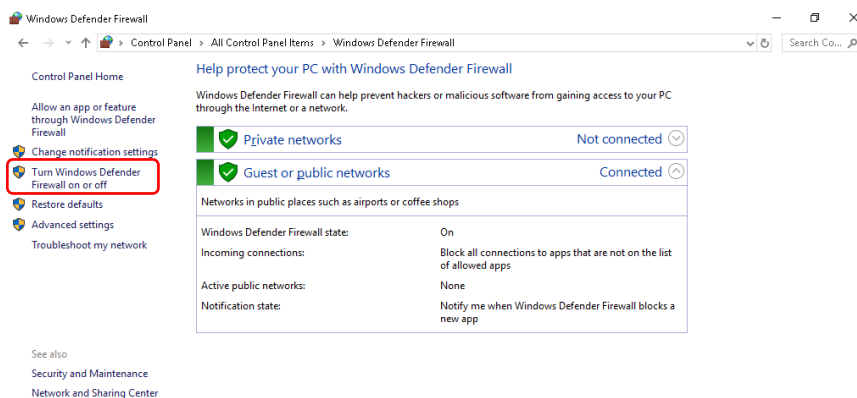 Windows Defender Firewall
Control Panel > All Control Panel Items > Windows Defender Firewall
Search Co...
Control Panel Home
Allow an app or feature
through Windows Defender
Firewall
Change notification settings
Turn Windows Defender
Firewall on or off
Restore defaults
Advanced settings
Troubleshoot my network
Help protect your PC with Windows Defender Firewall
Windows Defender Firewall can help prevent hackers or malicious software from gaining access to your PC
through the Internet or a network.
Private networks Not connected
Guest or public networks Connected
Networks in public places such as airports or coffee shops
Windows Defender Firewall state: On
Incoming connections: Block all connections to apps that are not on the list
of allowed apps
Active public networks: None
Notification state: Notify me when Windows Defender Firewall blocks a
new app
See also
Security and Maintenance
Network and Sharing Center